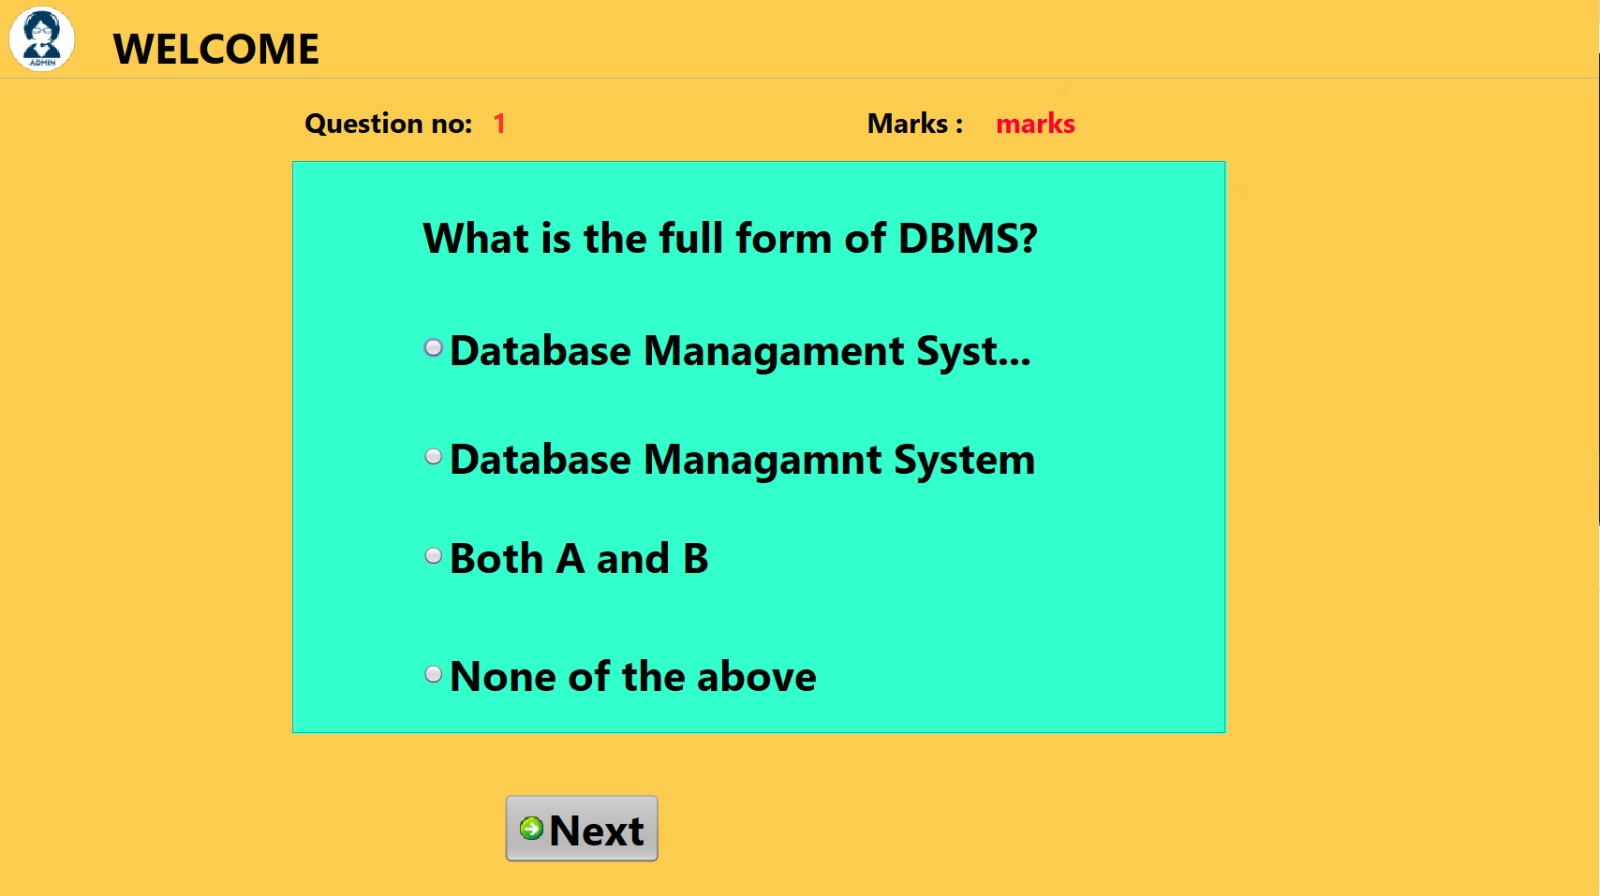 ADMIN
WELCOME
Question no: 1
Marks : marks
What is the full form of DBMS?
Database Managament Syst...
Database Managamnt System
Both A and B
None of the above
Next